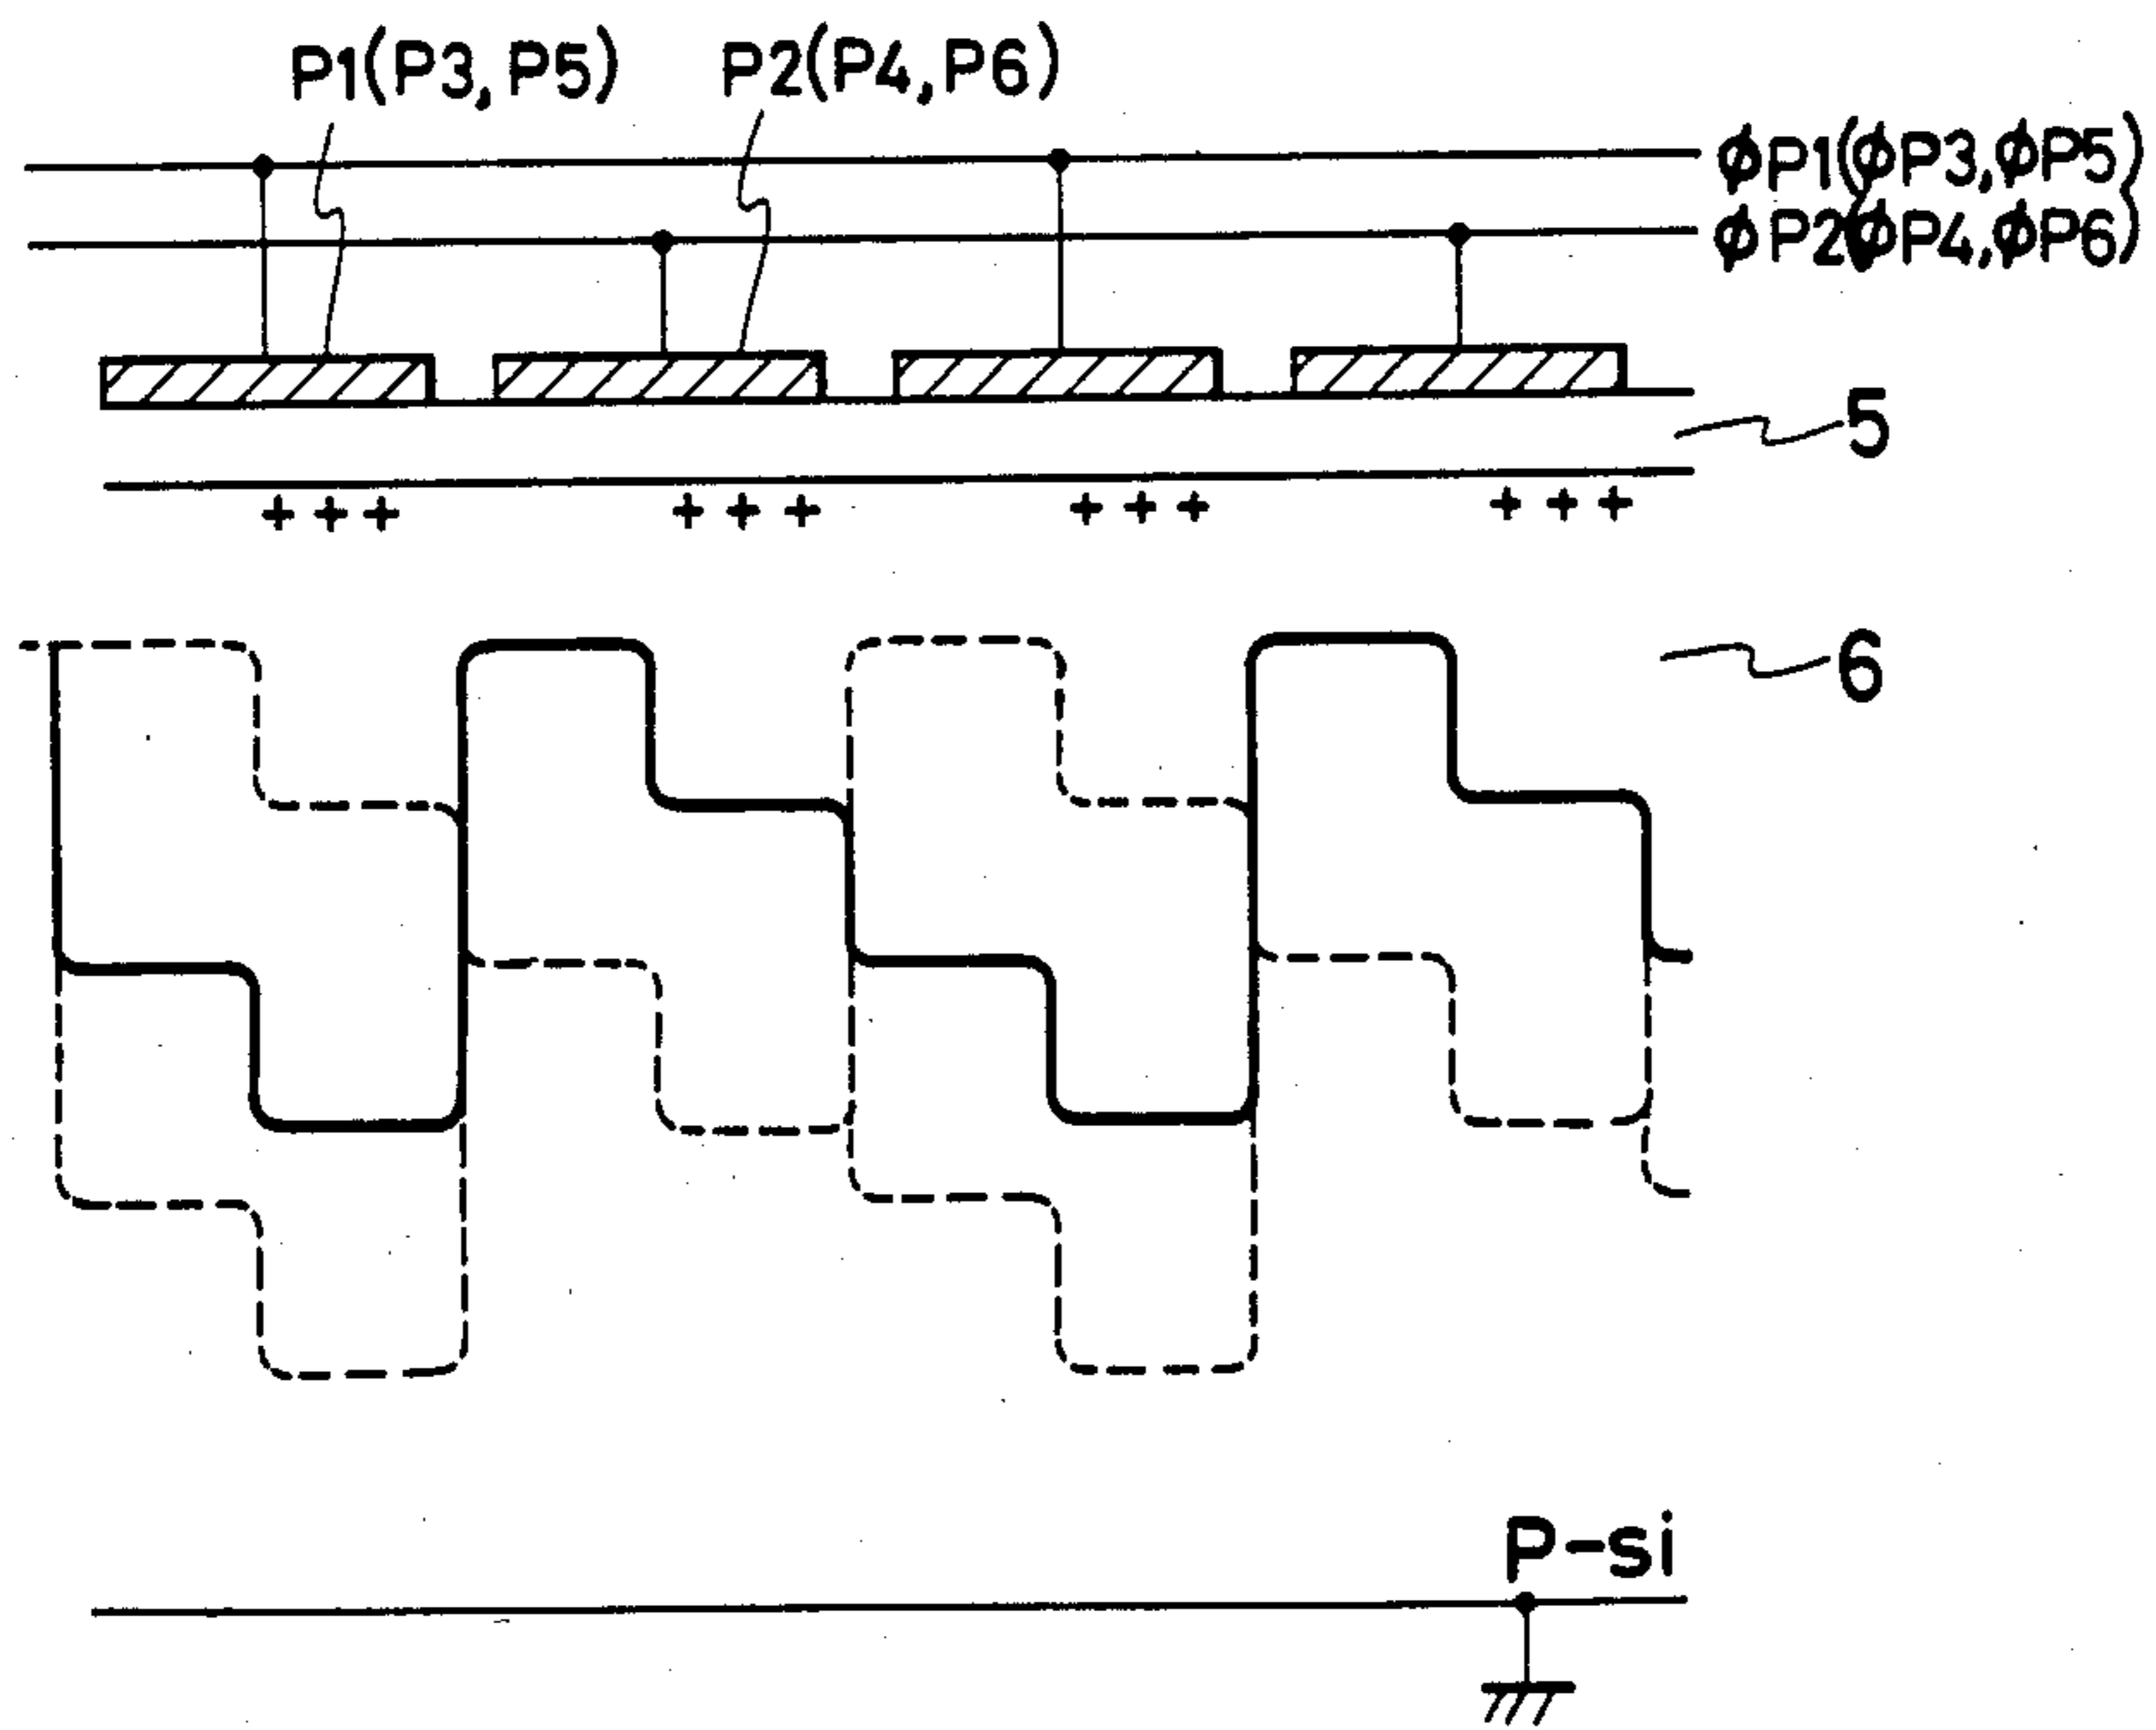 P1(P3,P5)
P2(P4,P6)
ϕP1(ϕP3,ϕP5)
ϕP2(ϕP4,ϕP6)
5
+ + +
+ + +
+ + +
+ + +
6
P-si